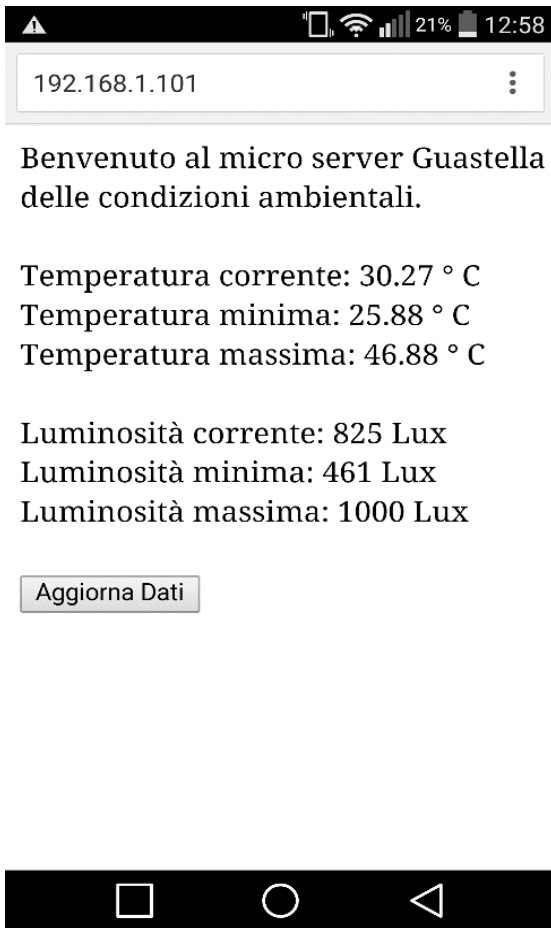 21% 12:58
192.168.1.101
Benvenuto al micro server Guastella
delle condizioni ambientali.
Temperatura corrente: 30.27 ° C
Temperatura minima: 25.88 ° C
Temperatura massima: 46.88 ° C
Luminosità corrente: 825 Lux
Luminosità minima: 461 Lux
Luminosità massima: 1000 Lux
Aggiorna Dati